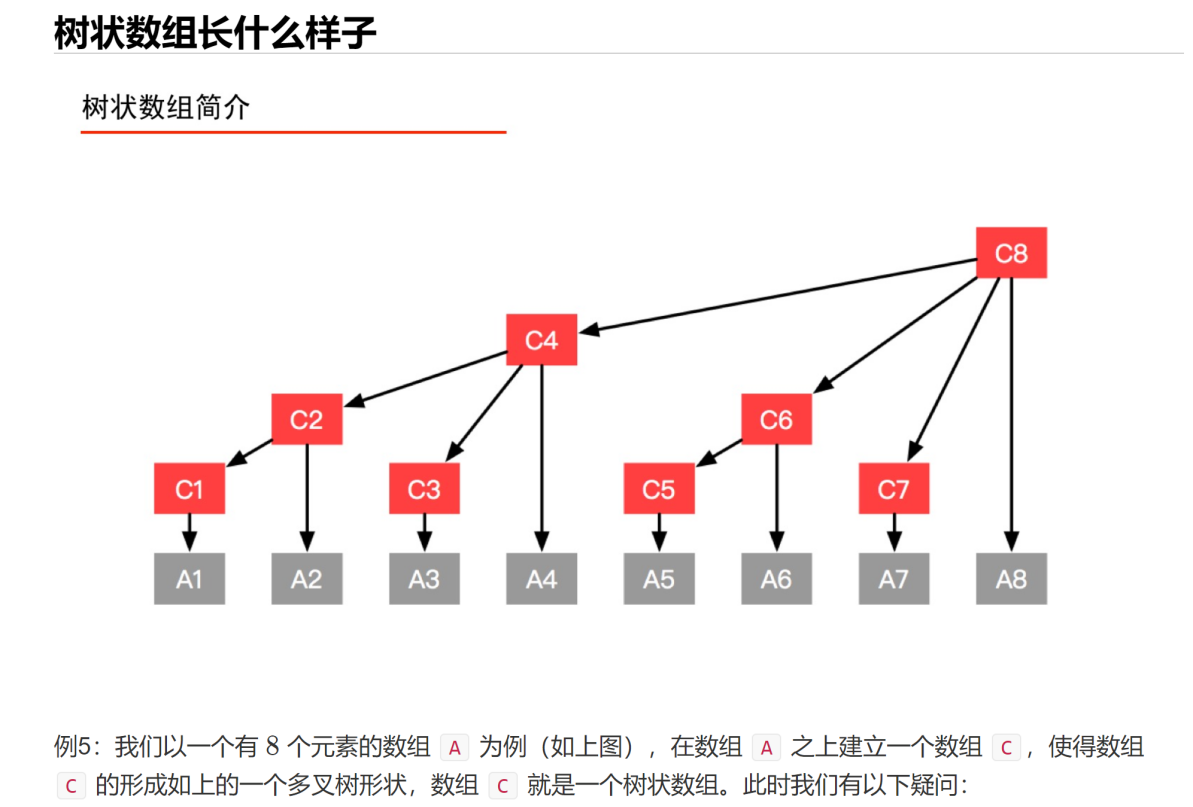 树状数组长什么样子
树状数组简介
C8
C4
C2 C6
C1 C3 C5 C7
A1 A2 A3 A4 A5 A6 A7 A8
例5：我们以一个有 8 个元素的数组 A 为例（如上图），在数组 A 之上建立一个数组 C，使得数组
C 的形成如上的一个多叉树形状，数组 C 就是一个树状数组。此时我们有以下疑问：